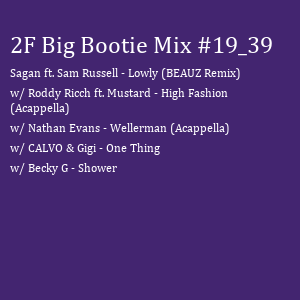 2F Big Bootie Mix #19_39
Sagan ft. Sam Russell - Lowly (BEAUZ Remix)
w/ Roddy Ricch ft. Mustard - High Fashion
(Acappella)
w/ Nathan Evans - Wellerman (Acappella)
w/ CALVO & Gigi - One Thing
w/ Becky G - Shower